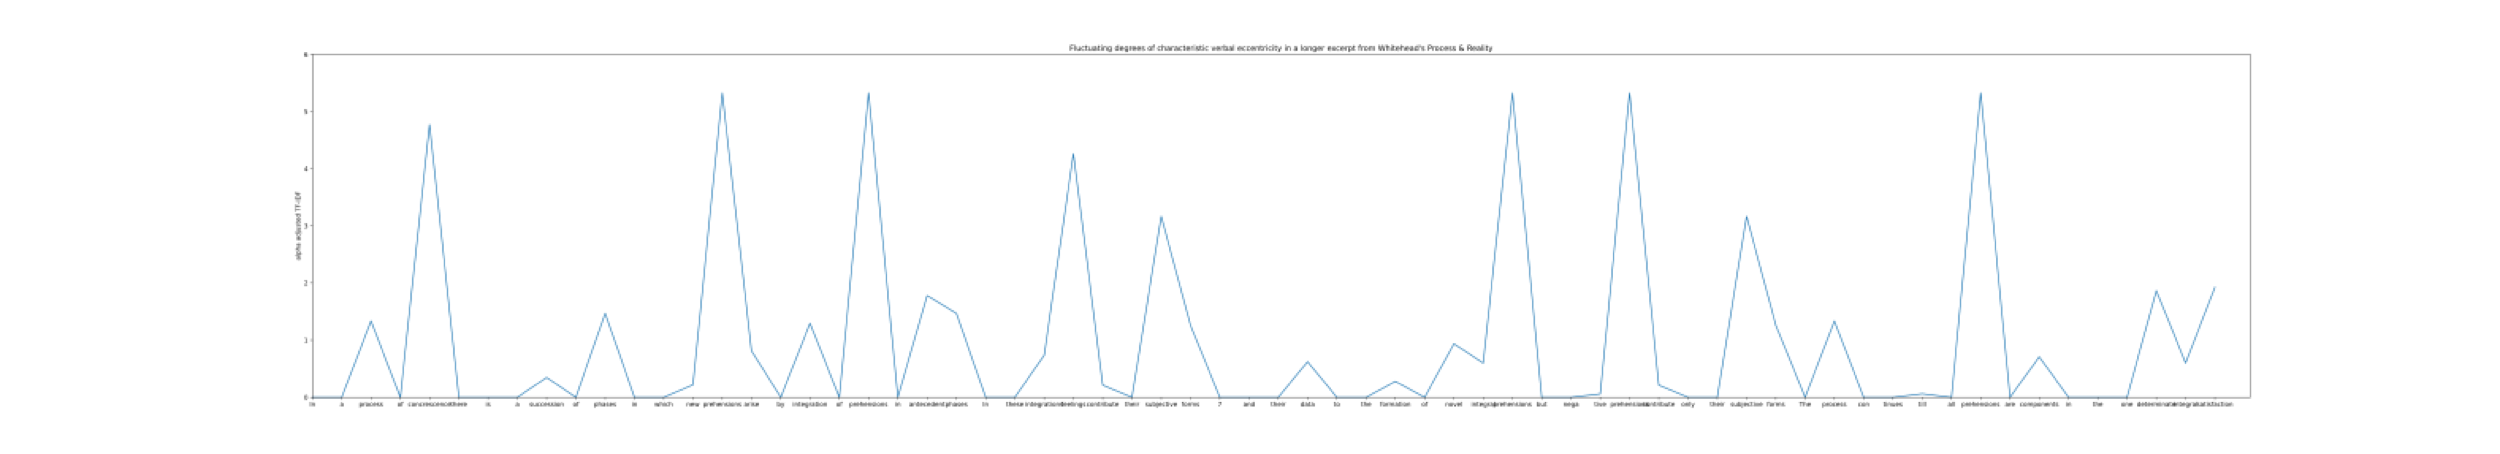 Fluctuating degrees of characteristic verbal eccentricity in a longer excerpt from Whitehead's Process & Reality
6
5
4
3
2
1
0
alpha adjusted TF-IDF
In a process of concrescence there is a succession of phases in which new prehensions arise by integration of prehensions in antecedent phases In these integrations feelings contribute their subjective forms 7 and their data to the formation of novel integral prehensions but nega tive prehensions contribute only their subjective forms The process con tinues till all prehensions are components in the one determinate integral satisfaction